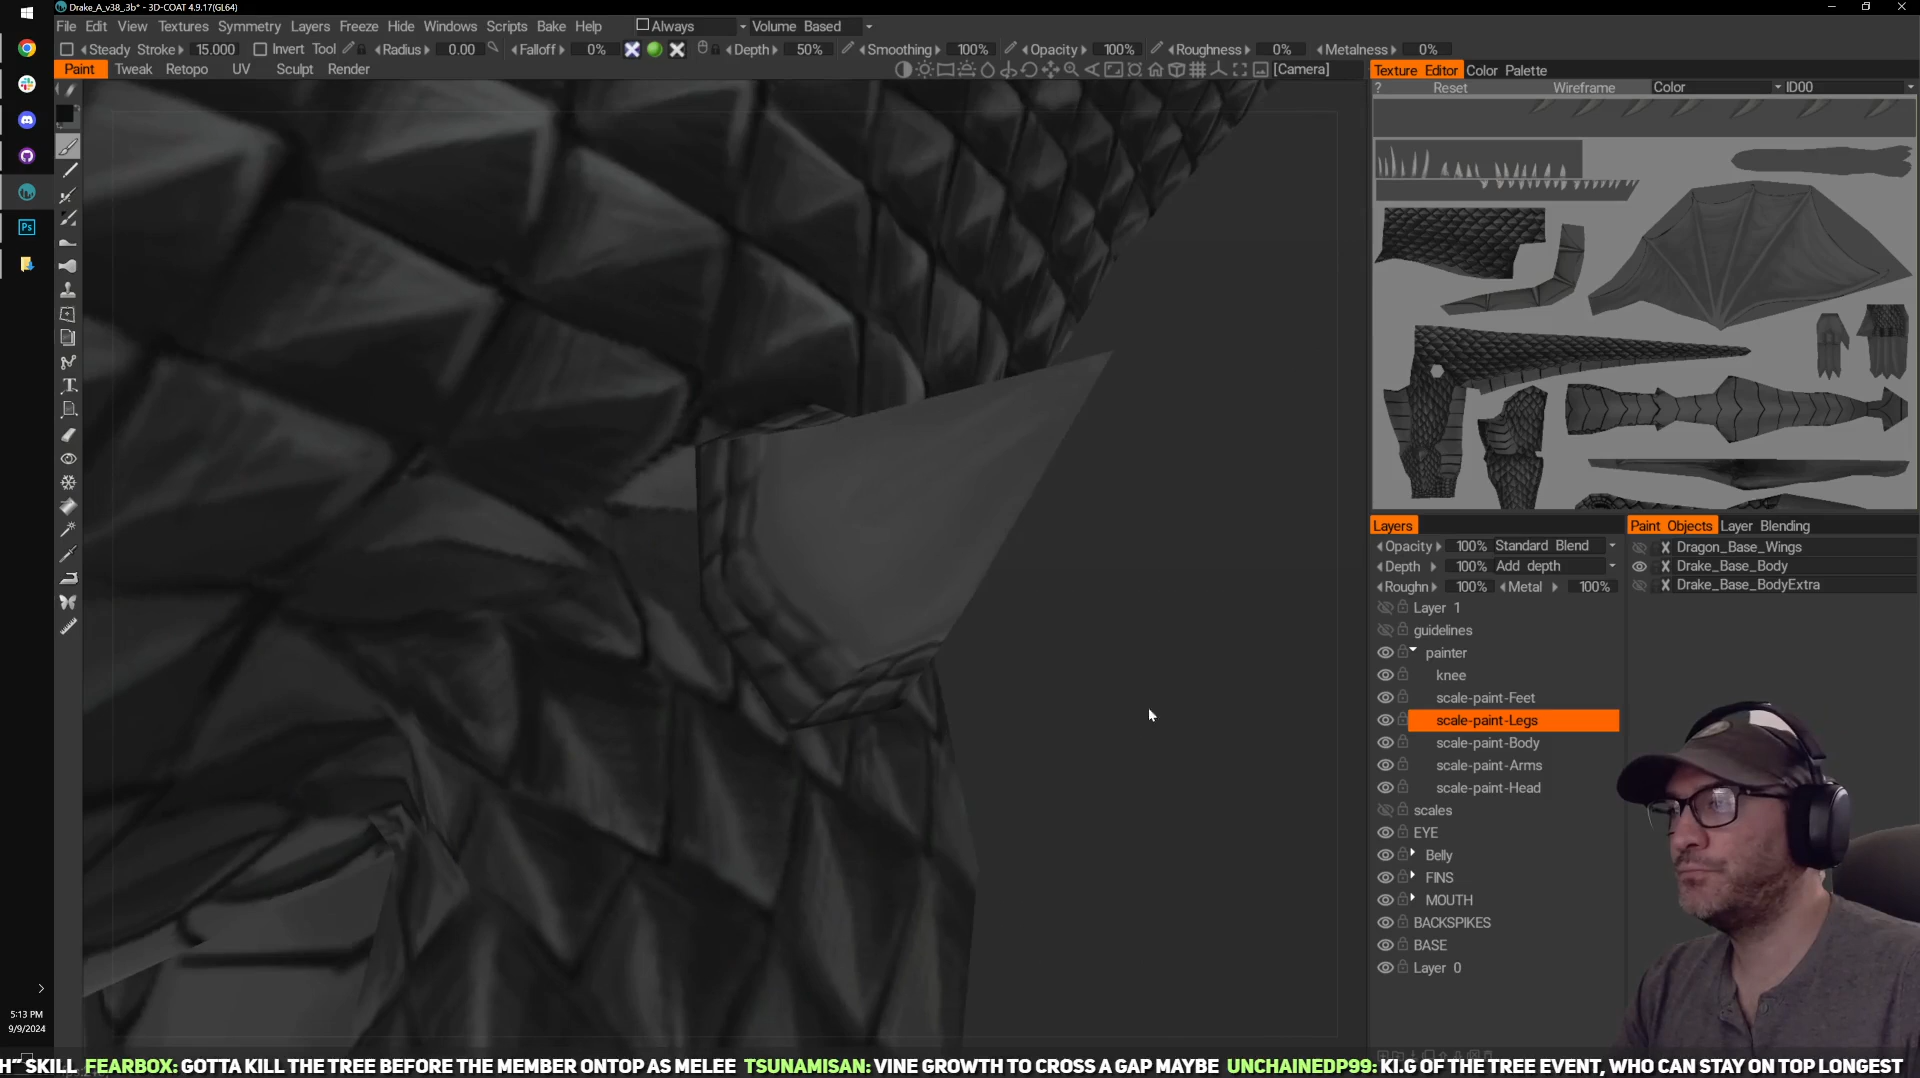 Drake_A_v38_.3b* - 3D-COAT 4.9.17(GL64)
File Edit View Textures Symmetry Layers Freeze Hide Windows Scripts Bake Help Always Volume Based
Steady Stroke 15.000 Invert Tool Radius 0.00 Falloff 0% Depth 50% Smoothing 100% Opacity 100% Roughness 0% Metalness 0%
Paint Tweak Retopo UV Sculpt Render [Camera] Texture Editor Color Palette
? Reset Wireframe Color ID00
Layers Paint Objects Layer Blending
Opacity 100% Standard Blend
Depth 100% Add depth
Roughn 100% Metal 100%
Dragon_Base_Wings
Drake_Base_Body
Drake_Base_BodyExtra
Layer 1
guidelines
painter
knee
scale-paint-Feet
scale-paint-Legs
scale-paint-Body
scale-paint-Arms
scale-paint-Head
scales
EYE
Belly
FINS
MOUTH
BACKSPIKES
BASE
Layer 0
Ps
5:13 PM
9/9/2024
H" SKILL FEARBOX: GOTTA KILL THE TREE BEFORE THE MEMBER ONTOP AS MELEE TSUNAMISAN: VINE GROWTH TO CROSS A GAP MAYBE UNCHAINEDP99: KI.G OF THE TREE EVENT, WHO CAN STAY ON TOP LONGEST